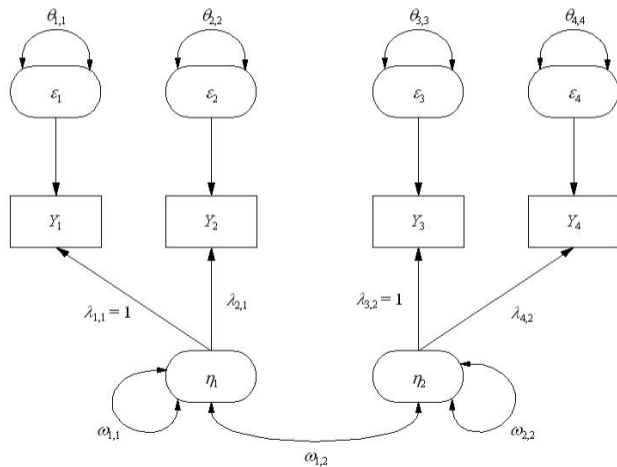 θ1,1 θ2,2 θ3,3 θ4,4
ε1 ε2 ε3 ε4
Y1 Y2 Y3 Y4
λ1,1 = 1 λ2,1 λ3,2 = 1 λ4,2
η1 η2
ω1,1 ω1,2 ω2,2